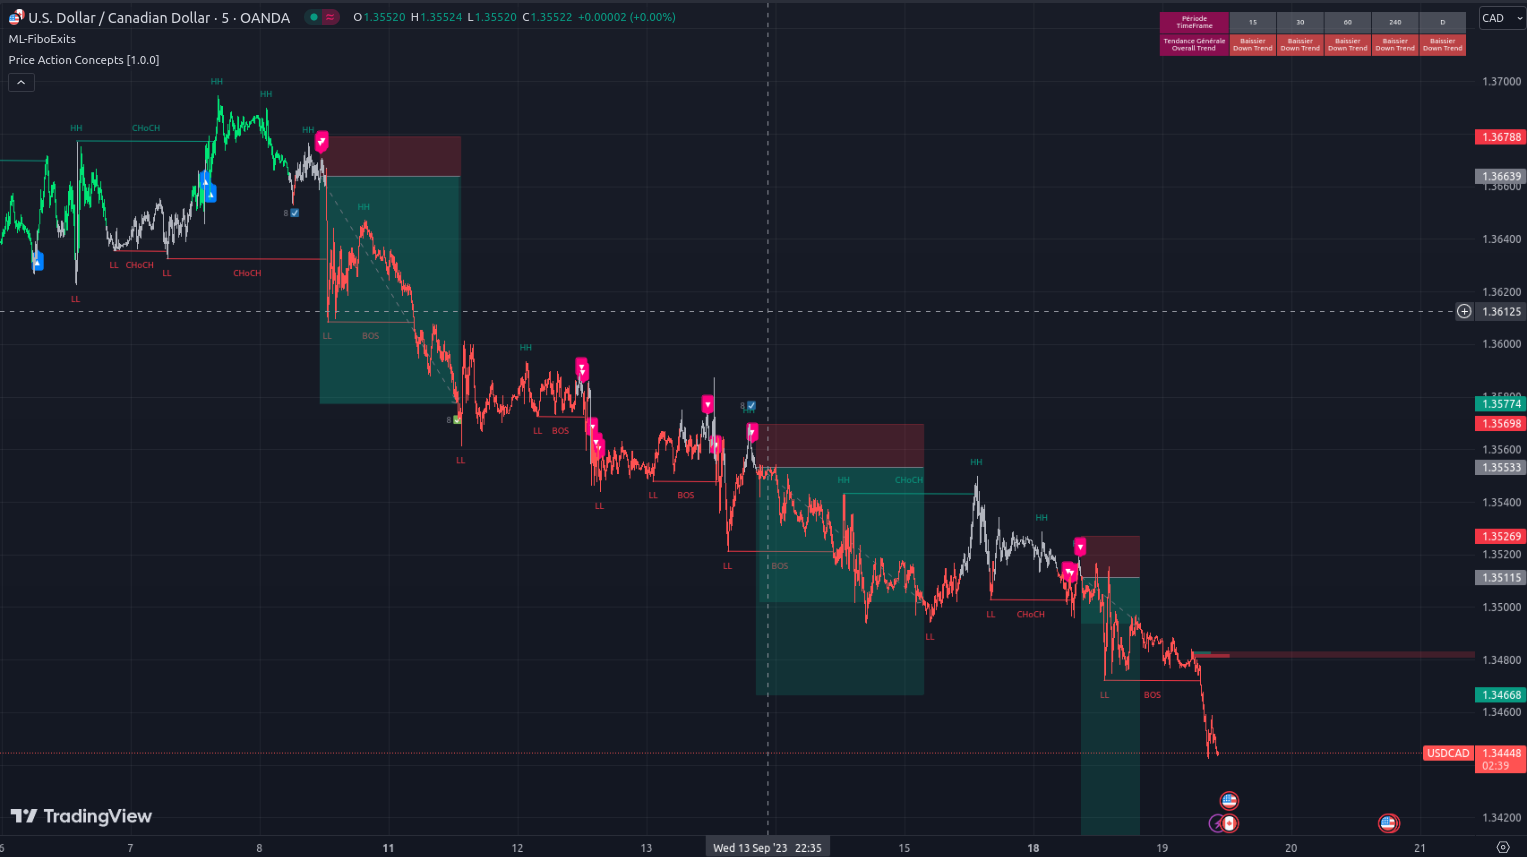 U.S. Dollar / Canadian Dollar · 5 · OANDA
O1.35520 H1.35524 L1.35520 C1.35522 +0.00002 (+0.00%)
ML-FiboExits
Price Action Concepts [1.0.0]
Période TimeFrame 15 30 60 240 D
Tendance Générale Overall Trend Baissier Down Trend Baissier Down Trend Baissier Down Trend Baissier Down Trend Baissier Down Trend
CAD
1.37000
1.36788
1.36639
1.36600
1.36400
1.36200
1.36125
1.36000
1.35774
1.35698
1.35600
1.35533
1.35400
1.35269
1.35200
1.35115
1.35000
1.34800
1.34668
1.34600
USDCAD 1.34448
02:39
1.34200
HH
HH
HH CHoCH HH
8
HH
LL CHoCH LL CHoCH
LL
LL BOS
HH
8
8 HH
LL BOS
LL
HH
HH CHoCH
LL BOS
LL
HH
LL BOS
LL CHoCH
LL
LL BOS
TradingView
6 7 8 11 12 13 Wed 13 Sep '23 22:35 15 18 19 20 21